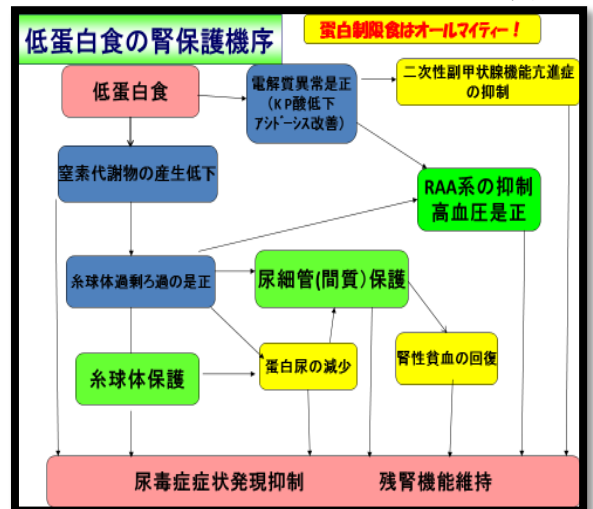 低蛋白食の腎保護機序
蛋白制限食はオールマイティー！
低蛋白食
電解質異常是正
(K P酸低下
アシドーシス改善)
二次性副甲状腺機能亢進症
の抑制
窒素代謝物の産生低下
RAA系の抑制
高血圧是正
糸球体過剰ろ過の是正
尿細管(間質)保護
糸球体保護
蛋白尿の減少
腎性貧血の回復
尿毒症症状発現抑制 残腎機能維持